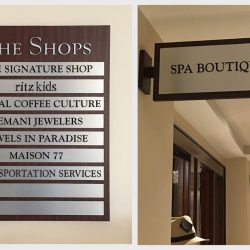 HE SHOPS
E SIGNATURE SHOP
ritz kids
AL COFFEE CULTURE
EMANI JEWELERS
WELS IN PARADISE
MAISON 77
SPORTATION SERVICES
SPA BOUTIQ